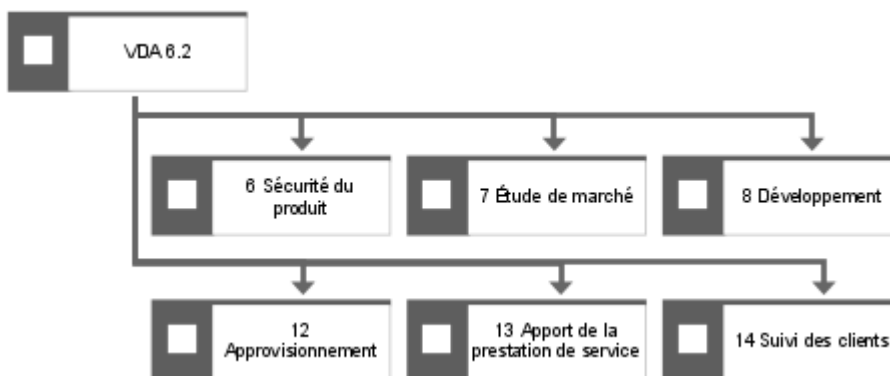 VDA 6.2
6 Sécurité du
produit
7 Étude de marché
8 Développement
12
Approvisionnement
13 Apport de la
prestation de service
14 Suivi des clients